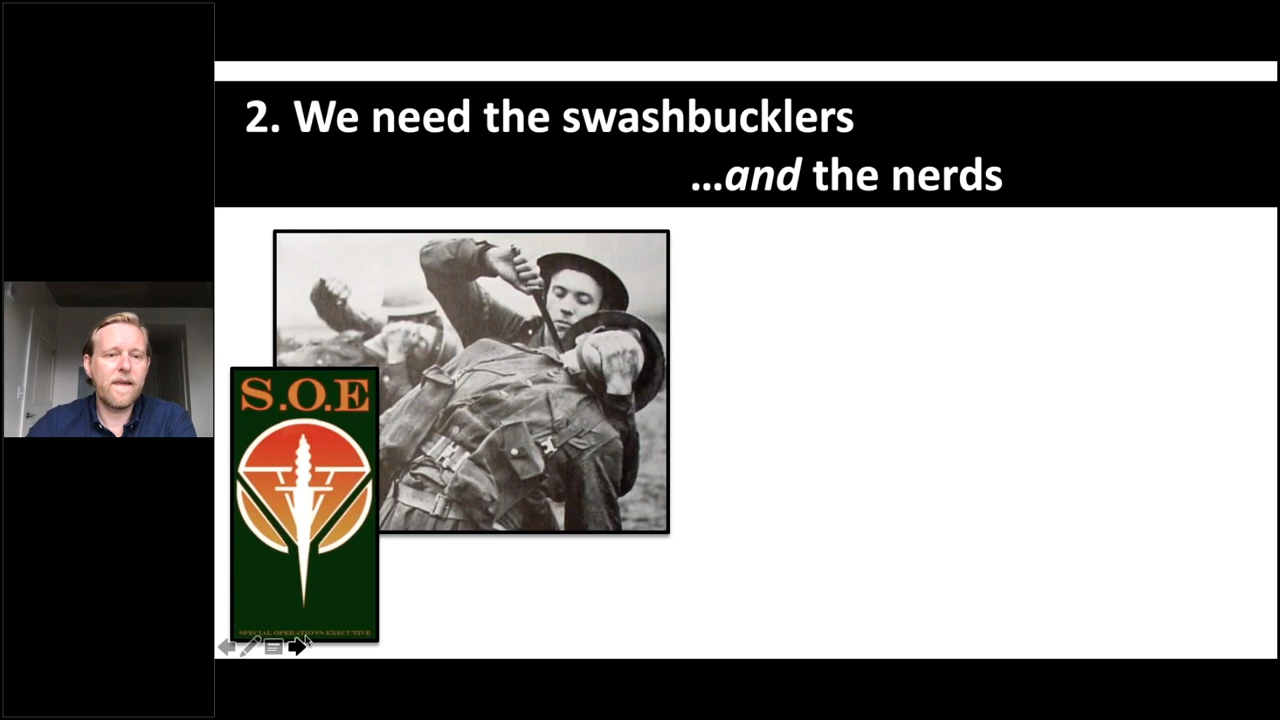 2. We need the swashbucklers
…and the nerds
S.O.E
SPECIAL OPERATIONS EXECUTIVE